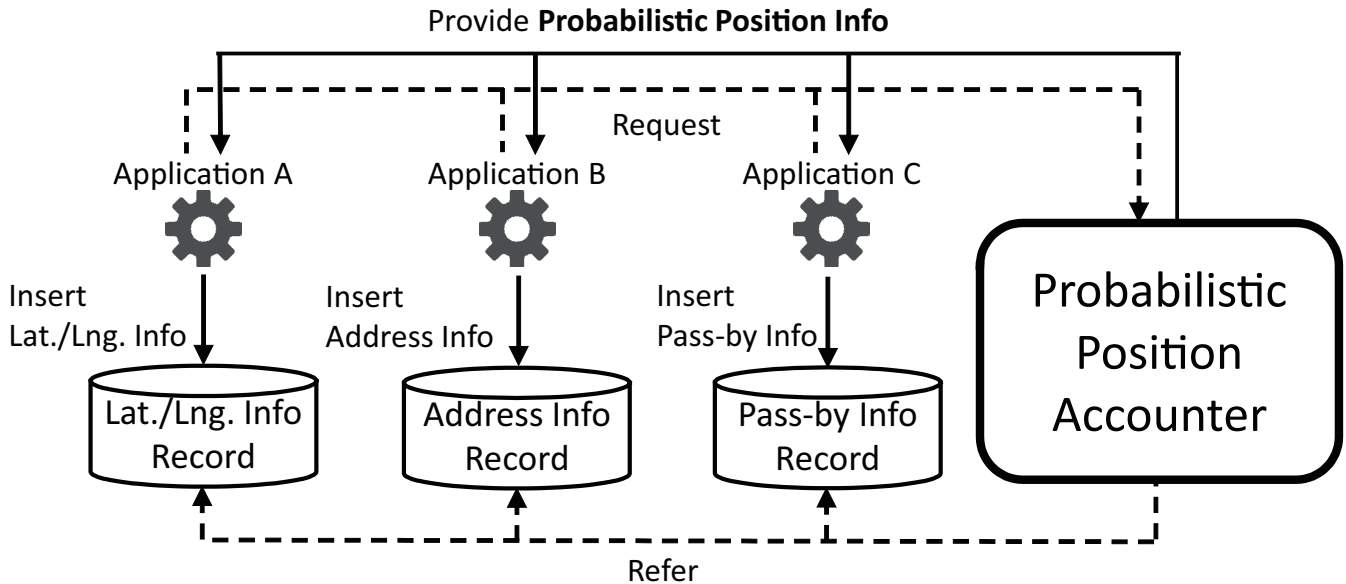 Provide Probabilistic Position Info
Request
Application A
Application B
Application C
Insert
Lat./Lng. Info
Insert
Address Info
Insert
Pass-by Info
Probabilistic
Position
Accounter
Lat./Lng. Info
Record
Address Info
Record
Pass-by Info
Record
Refer